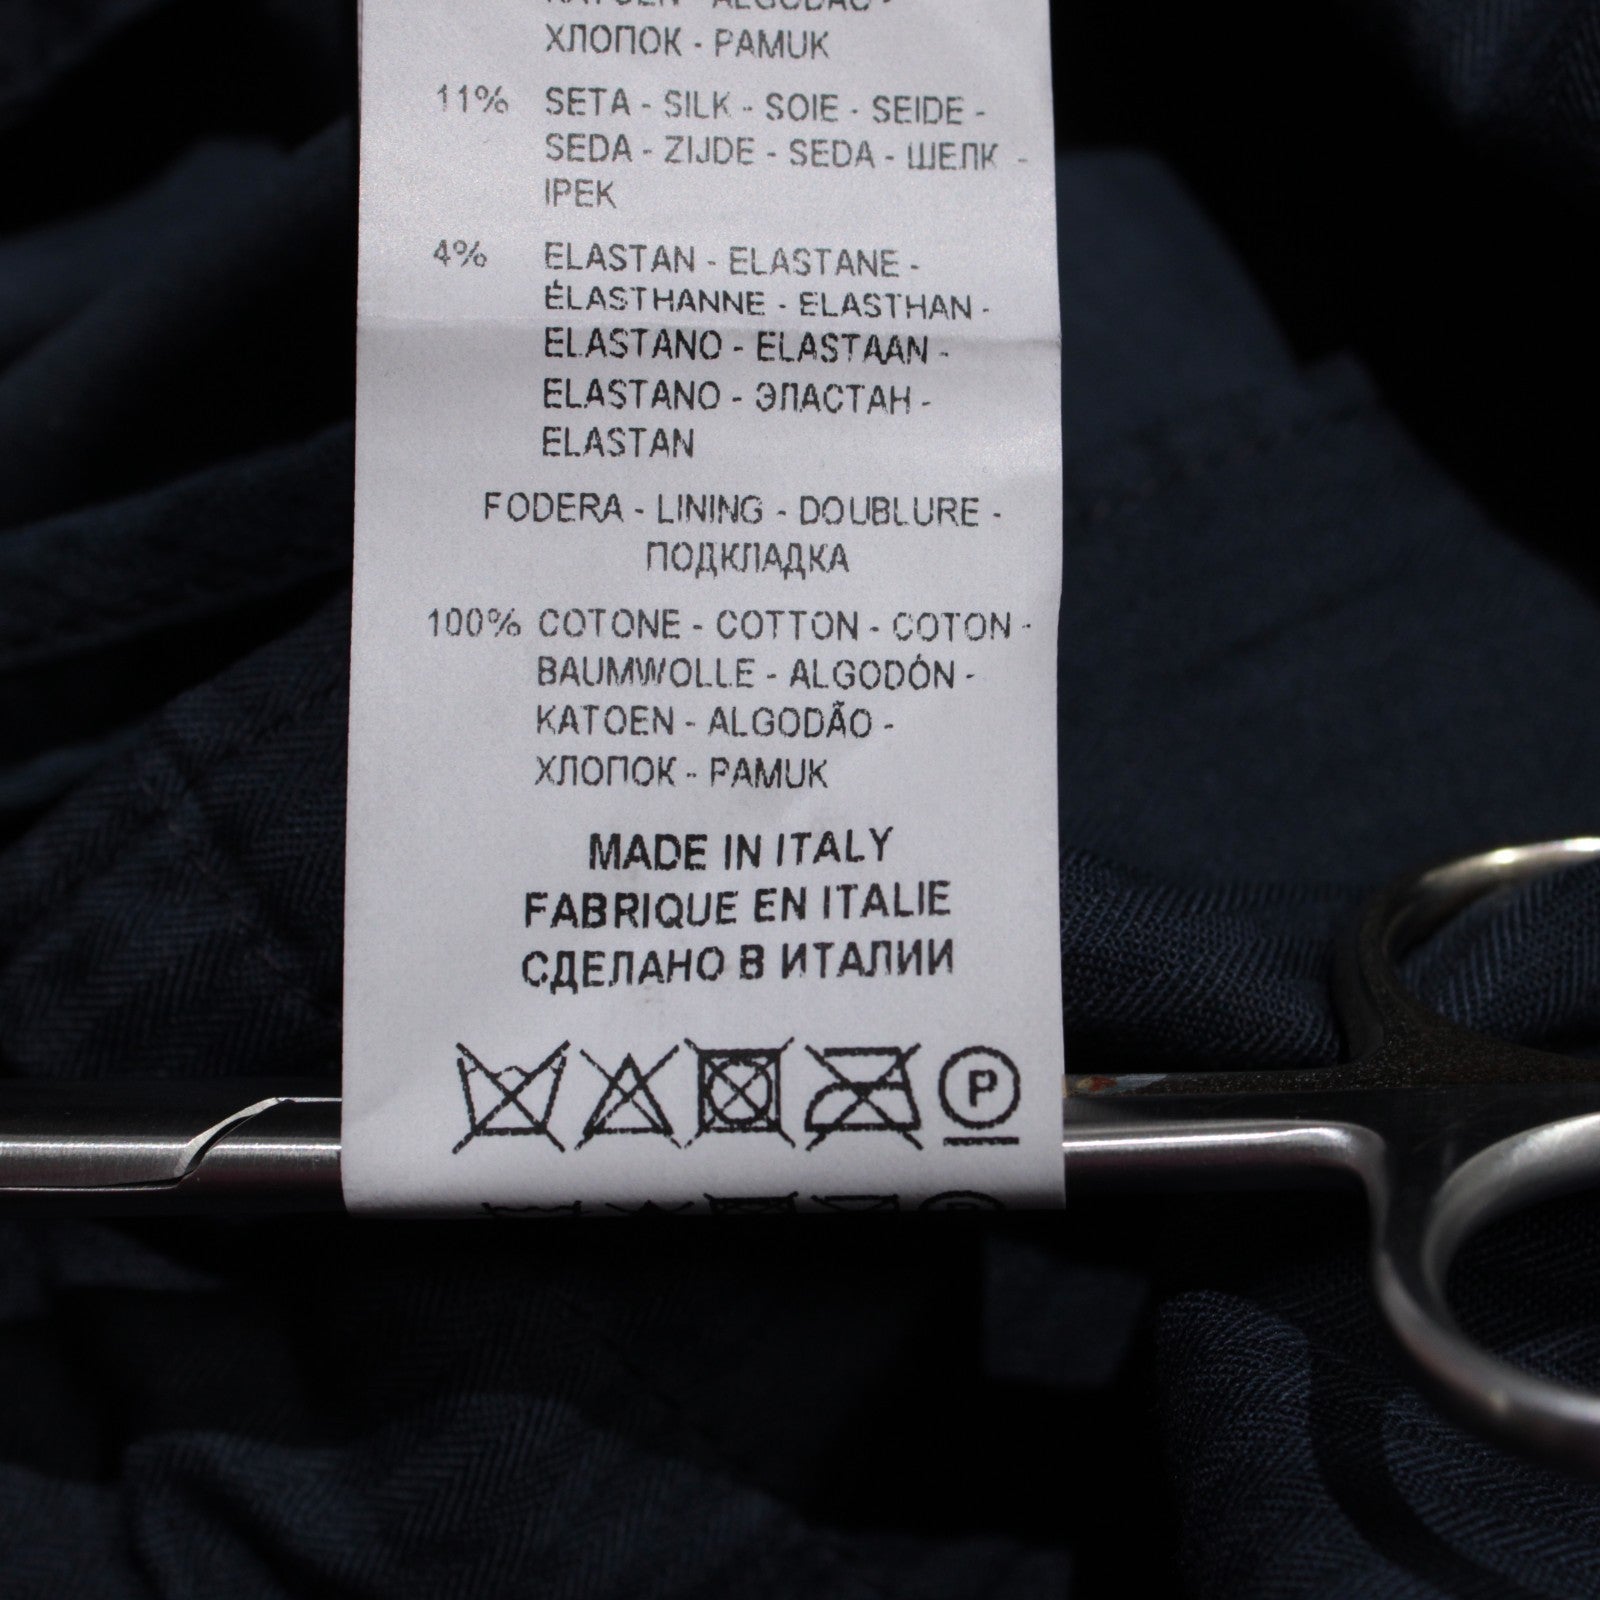 KATOEN - ALGODÃO -
ХЛОПОК - PAMUK
11% SETA - SILK - SOIE - SEIDE -
SEDA - ZIJDE - SEDA - ШЕЛК -
IPEK
4% ELASTAN - ELASTANE -
ÉLASTHANNE - ELASTHAN -
ELASTANO - ELASTAAN -
ELASTANO - ЭЛАСТАН -
ELASTAN
FODERA - LINING - DOUBLURE -
ПОДКЛАДКА
100% COTONE - COTTON - COTON -
BAUMWOLLE - ALGODÓN -
KATOEN - ALGODÃO -
ХЛОПОК - PAMUK
MADE IN ITALY
FABRIQUE EN ITALIE
СДЕЛАНО В ИТАЛИИ
P